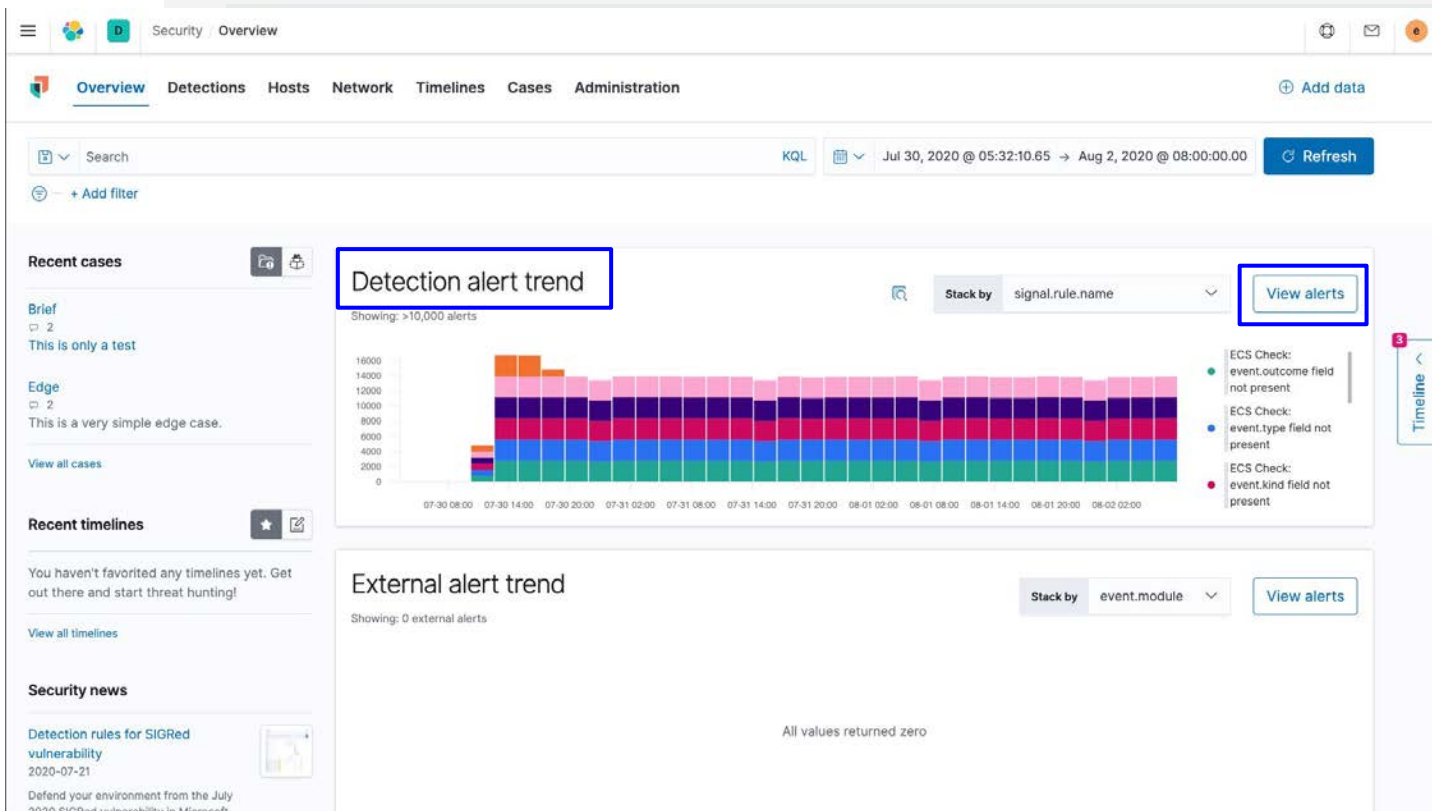 D
Security / Overview
e
Overview Detections Hosts Network Timelines Cases Administration
Add data
Search
KQL
Jul 30, 2020 @ 05:32:10.65 → Aug 2, 2020 @ 08:00:00.00
Refresh
+ Add filter
Recent cases
Brief
2
This is only a test
Edge
2
This is a very simple edge case.
View all cases
Recent timelines
You haven't favorited any timelines yet. Get
out there and start threat hunting!
View all timelines
Security news
Detection rules for SIGRed
vulnerability
2020-07-21
Defend your environment from the July
2020 SIGRed vulnerability in Microsoft
Detection alert trend
Showing: >10,000 alerts
Stack by signal.rule.name
View alerts
16000
14000
12000
10000
8000
6000
4000
2000
0
07-30 08:00 07-30 14:00 07-30 20:00 07-31 02:00 07-31 08:00 07-31 14:00 07-31 20:00 08-01 02:00 08-01 08:00 08-01 14:00 08-01 20:00 08-02 02:00
ECS Check:
event.outcome field
not present
ECS Check:
event.type field not
present
ECS Check:
event.kind field not
present
External alert trend
Showing: 0 external alerts
Stack by event.module
View alerts
All values returned zero
3
Timeline